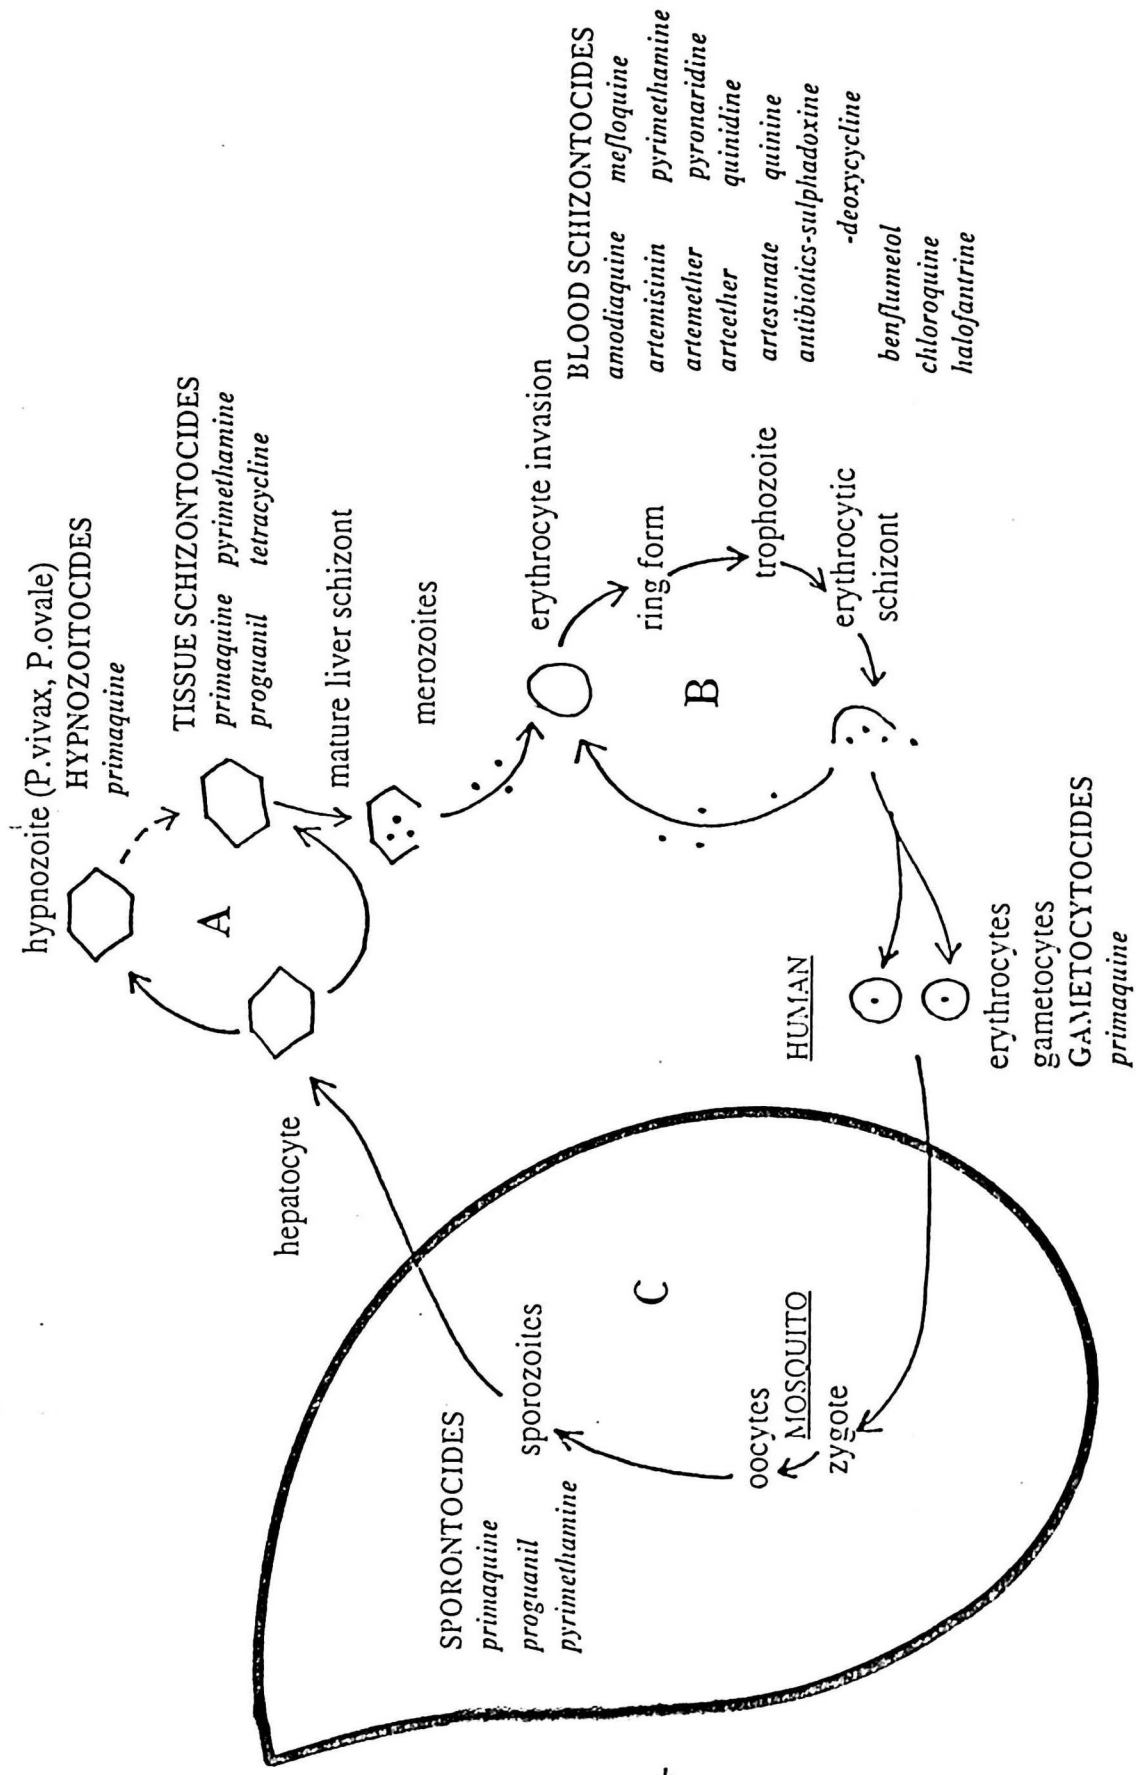 hypnozoite (P.vivax, P.ovale)
HYPNOZOITOCIDES
primaquine
A
TISSUE SCHIZONTOCIDES
primaquine pyrimethamine
proguanil tetracycline
hepatocyte
mature liver schizont
merozoites
SPORONTOCIDES
primaquine
proguanil
pyrimethamine
sporozoites
C
oocytes
MOSQUITO
zygote
erythrocyte invasion
ring form
B
trophozoite
erythrocytic
schizont
HUMAN
erythrocytes
gametocytes
GAMETOCYTOCIDES
primaquine
BLOOD SCHIZONTOCIDES
amodiaquine mefloquine
artemisinin pyrimethamine
artemether pyronaridine
arteether quinidine
artesunate quinine
antibiotics-sulphadoxine
-deoxycycline
benflumetol
chloroquine
halofantrine